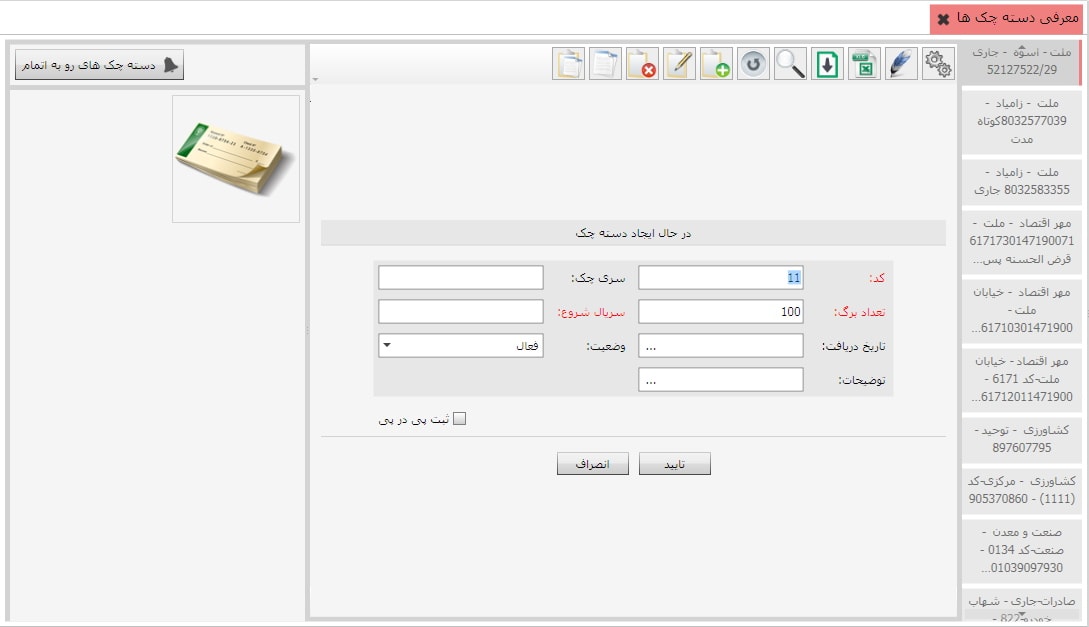 معرفی دسته چک ها
ملت - اسوه - جاری
52127522/29
ملت - زامیاد -
8032577039کوتاه
مدت
ملت - زامیاد -
8032583355 جاری
مهر اقتصاد - ملت -
6171730147190071
قرض الحسنه پس...
مهر اقتصاد - خیابان
ملت -
61710301471900...
مهر اقتصاد - خیابان
ملت-کد 6171 -
61712011471900...
کشاورزی - توحید -
897607795
کشاورزی - مرکزی-کد
(1111) - 905370860
صنعت و معدن -
صنعت-کد 0134 -
01039097930...
صادرات-جاری - شهاب
خودرو-822 -
در حال ایجاد دسته چک
کد: 11 سری چک:
تعداد برگ: 100 سریال شروع:
تاریخ دریافت: ... وضعیت: فعال
توضیحات: ...
ثبت پی در پی
تایید انصراف
دسته چک های رو به اتمام